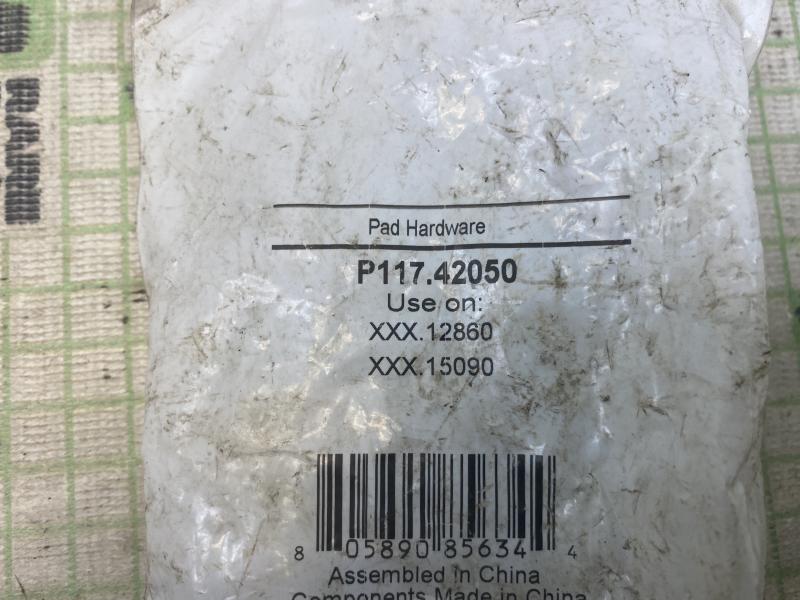 Pad Hardware
P117.42050
Use on:
XXX.12860
XXX.15090
8 05890 85634 4
Assembled in China
Components Made in China